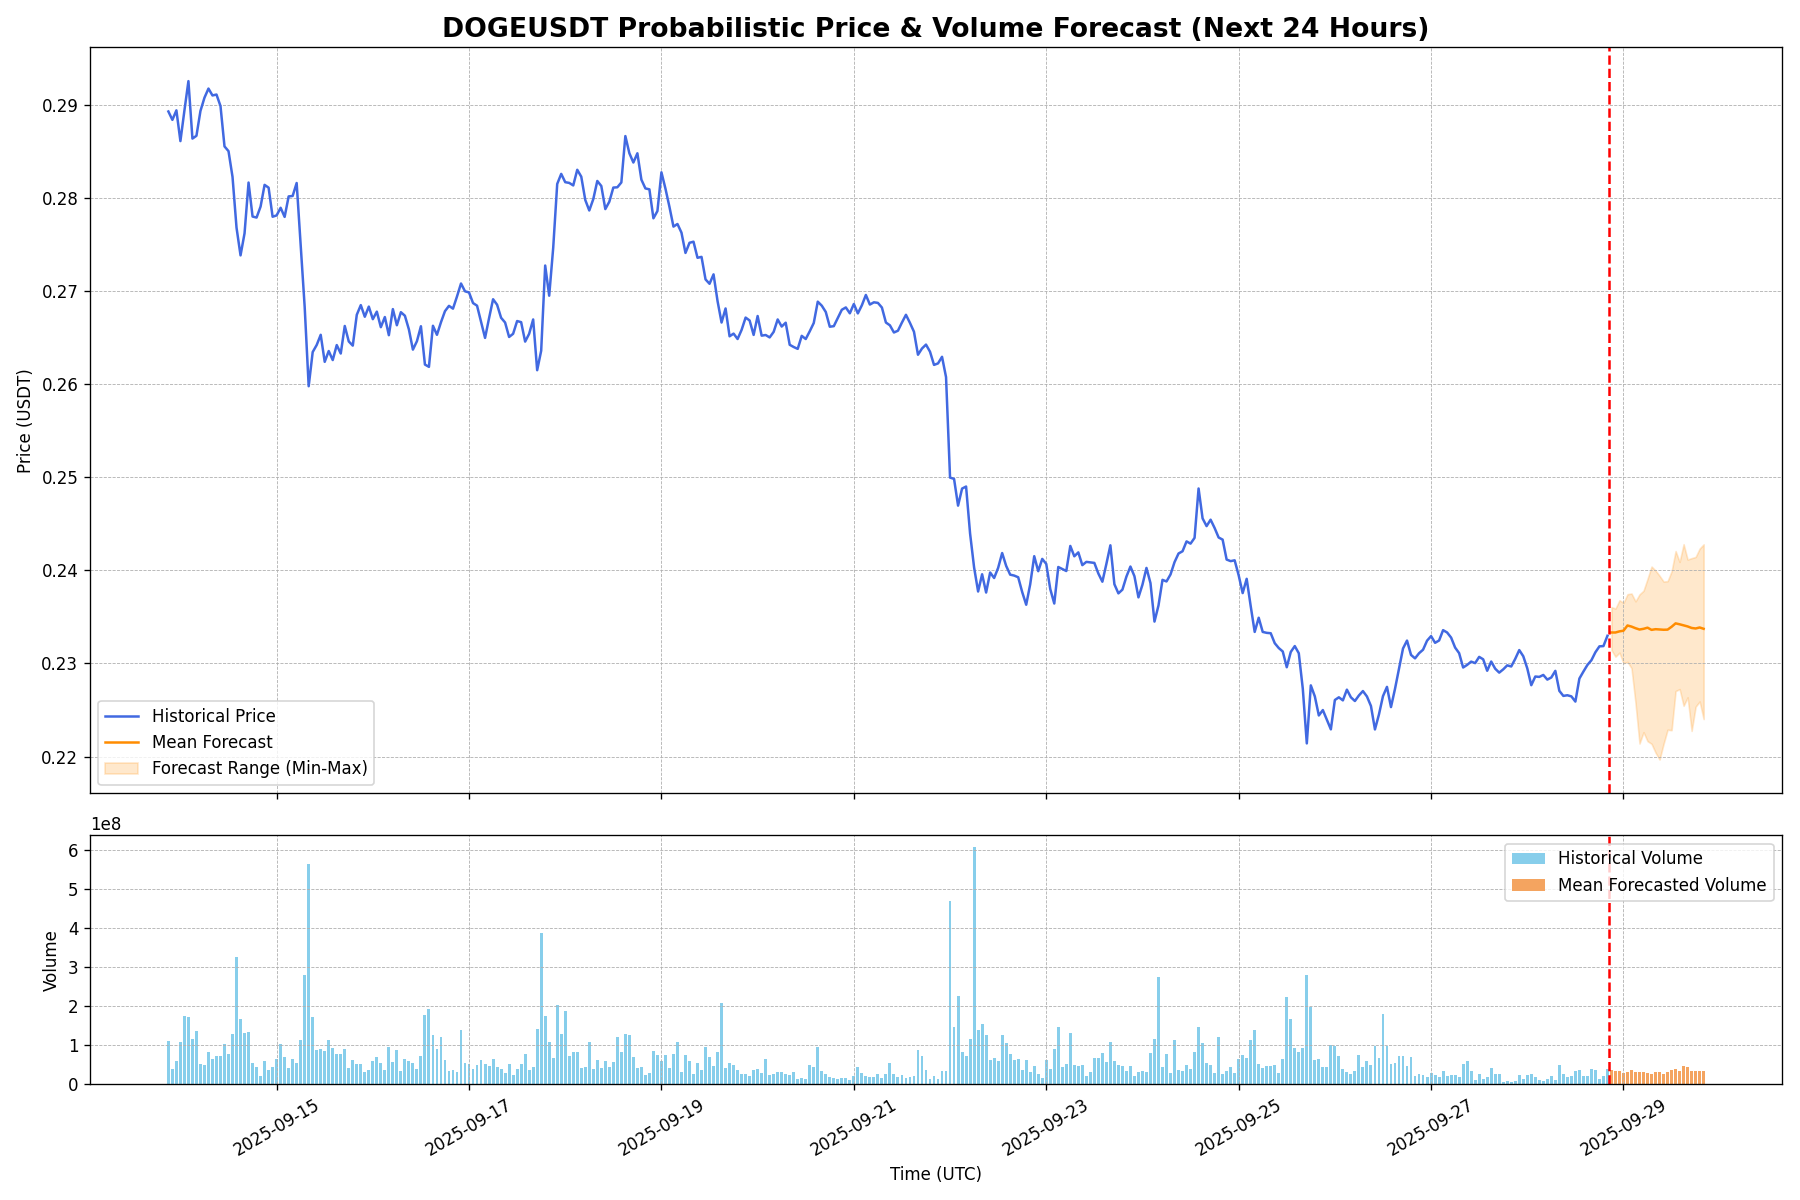 DOGEUSDT Probabilistic Price & Volume Forecast (Next 24 Hours)
0.29
0.28
0.27
0.26
0.25
0.24
0.23
0.22
Price (USDT)
Historical Price
Mean Forecast
Forecast Range (Min-Max)
1e8
6
5
4
3
2
1
0
Volume
Historical Volume
Mean Forecasted Volume
2025-09-15
2025-09-17
2025-09-19
2025-09-21
2025-09-23
2025-09-25
2025-09-27
2025-09-29
Time (UTC)